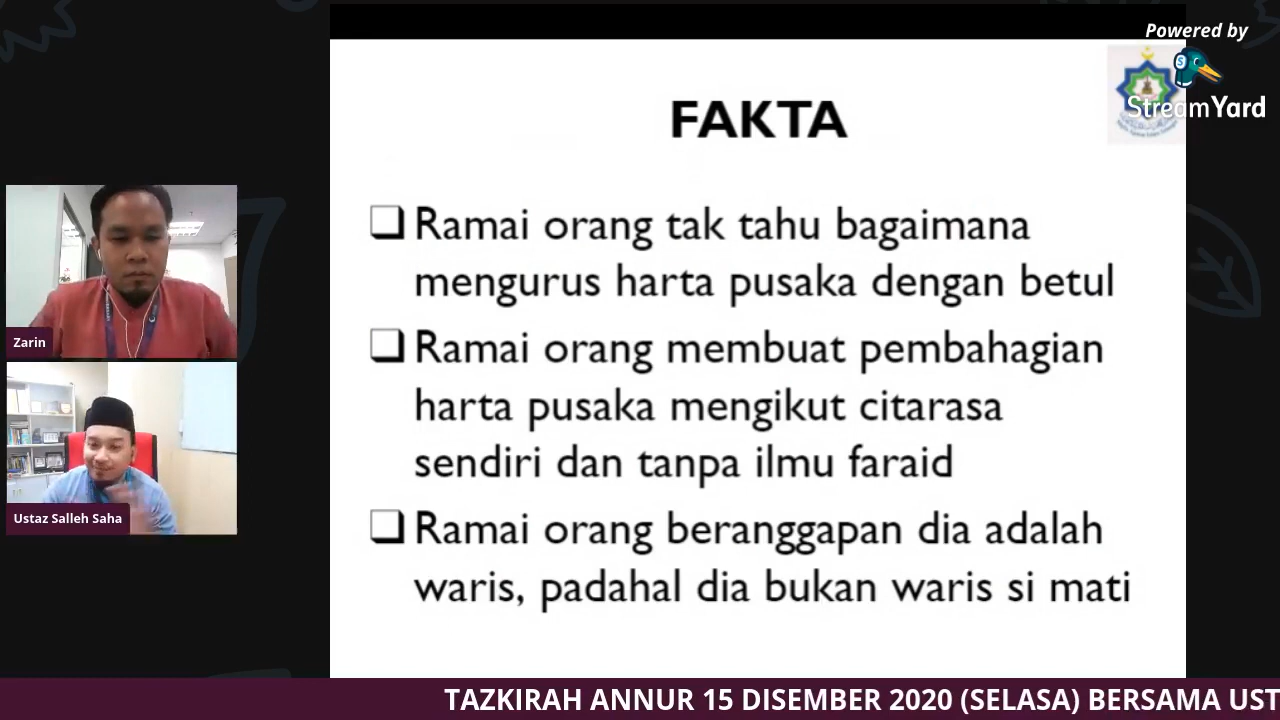 Powered by
StreamYard
FAKTA
Ramai orang tak tahu bagaimana
mengurus harta pusaka dengan betul
Ramai orang membuat pembahagian
harta pusaka mengikut citarasa
sendiri dan tanpa ilmu faraid
Ramai orang beranggapan dia adalah
waris, padahal dia bukan waris si mati
Zarin
Ustaz Salleh Saha
TAZKIRAH ANNUR 15 DISEMBER 2020 (SELASA) BERSAMA UST